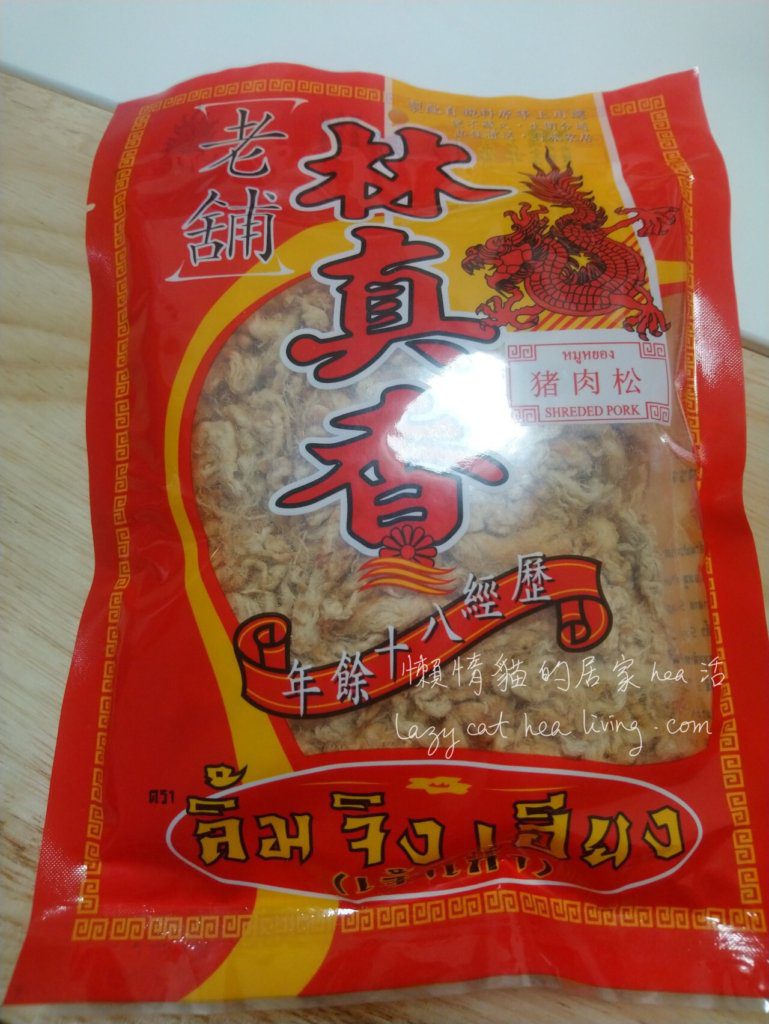 老舖
林真香
หมูหยอง
猪肉松
SHREDED PORK
歷經八十餘年
懶惰貓的居家hea活
Lazy cat hea living.com
ตรา
ลิ้มจิงเฮียง